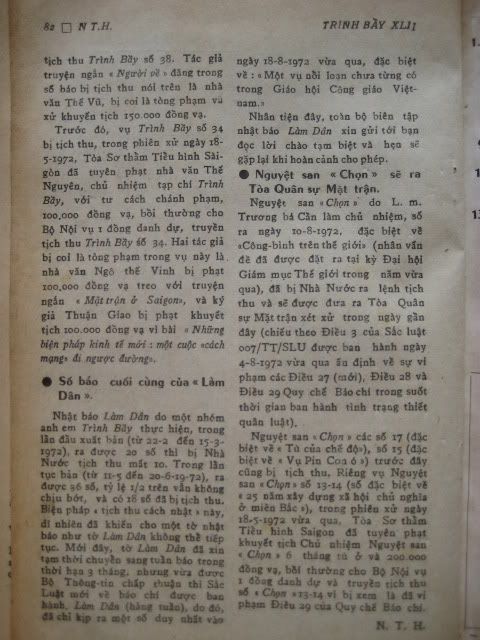 82 □ N T.H.
TRÌNH BẦY XLII
tịch thu Trình Bầy số 38. Tác giả
truyện ngắn « Người về » đăng trong
số báo bị tịch thu nói trên là nhà
văn Thế Vũ, bị coi là tòng phạm và
xử khuyết tịch 150.000 đồng vạ.
Trước đó, vụ Trình Bầy số 34
bị tịch thu, trong phiên xử ngày 18-
5-1972, Tòa Sơ thẩm Tiểu hình Sài-
gòn đã tuyên phạt nhà văn Thế
Nguyên, chủ nhiệm tạp chí Trình
Bầy, với tư cách chánh phạm,
100.000 đồng vạ, bồi thường cho
Bộ Nội vụ 1 đồng danh dự, truyền
tịch thu Trình Bầy số 34. Hai tác giả
bị coi là tòng phạm trong vụ này là
nhà văn Ngô thế Vinh bị phạt
100.000 đồng vạ treo với truyện
ngắn « Mặt trận ở Saigon», và ký
giả Thuận Giao bị phạt khuyết
tịch 100.000 đồng vạ vì bài « Những
biện pháp kinh tế mới : một cuộc «cách
mạng» đi ngược đường».
● Số báo cuối cùng của « Làm
Dân ».
Nhật báo Làm Dân do một nhóm
anh em Trình Bầy thực hiện, trong
lần đầu xuất bản (từ 22-2 đến 15-3-
1972), ra được 20 số thì bị Nhà
Nước tịch thu mất 10. Trong lần
tục bản (từ 11-5 đến 20-6-19-72), ra
được 36 số, tỷ lệ 1/2 trên vẫn không
chịu bớt, và có 18 số đã bị tịch thu.
Biện pháp « tịch thu cách nhật » này,
dĩ nhiên đã khiến cho một tờ nhật
báo như tờ Làm Dân không thể tiếp
tục. Mới đây, tờ Làm Dân đã xin
tạm thời chuyển sang tuần báo trong
thời hạn 3 tháng, nhưng vừa được
Bộ Thông-tin chấp thuận thì Sắc
Luật mới về báo chí được ban
hành. Làm Dân (hàng tuần), do đó,
đã chỉ kịp ra một số duy nhất vào
ngày 18-8-1972 vừa qua, đặc biệt
về : « Một vụ nổi loạn chưa từng có
trong Giáo hội Công giáo Việt-
nam.»
Nhân tiện đây, toàn bộ biên tập
nhật báo Làm Dân xin gửi tới bạn
đọc lời chào tạm biệt và hẹn sẽ
gặp lại khi hoàn cảnh cho phép.
● Nguyệt san « Chọn » sẽ ra
Tòa Quân sự Mặt trận.
Nguyệt san « Chọn » do L. m.
Trương bá Cần làm chủ nhiệm, số
ra ngày 10-8-1972, đặc biệt về
«Công-bình trên thế giới» (nhân vấn
đề đã được đặt ra tại kỳ Đại hội
Giám mục Thế giới trong năm vừa
qua), đã bị Nhà Nước ra lệnh tịch
thu và sẽ được đưa ra Tòa Quân
sự Mặt trận xét xử trong ngày gần
đây (chiếu theo Điều 3 của Sắc luật
007/TT/SLU được ban hành ngày
4-8-1972 vừa qua ấn định về sự vi
phạm các Điều 27 (mới), Điều 28 và
Điều 29 Quy chế Báo chí trong suốt
thời gian ban hành tình trạng thiết
quân luật).
Nguyệt san « Chọn » các số 17 (đặc
biệt về « Tù của chế độ»), số 15 (đặc
biệt về « Vụ Pin Con ó ») trước đây
cũng bị tịch thu. Riêng vụ Nguyệt
san « Chọn » số 13-14 (số đặc biệt về
« 25 năm xây dựng xã hội chủ nghĩa
ở miền Bắc »), trong phiên xử ngày
18-5-1972 vừa qua, Tòa Sơ thẩm
Tiểu hình Saigon đã tuyên phạt
khuyết tịch Chủ nhiệm Nguyệt san
« Chọn » 6 tháng tù ở và 200.000
đồng vạ, bồi thường cho Bộ Nội vụ
1 đồng danh dự và truyền tịch thu
số « Chọn »13-14 vì bị xem là đã vi
phạm Điều 29 của Quy chế Báo chí.
N. T. H.